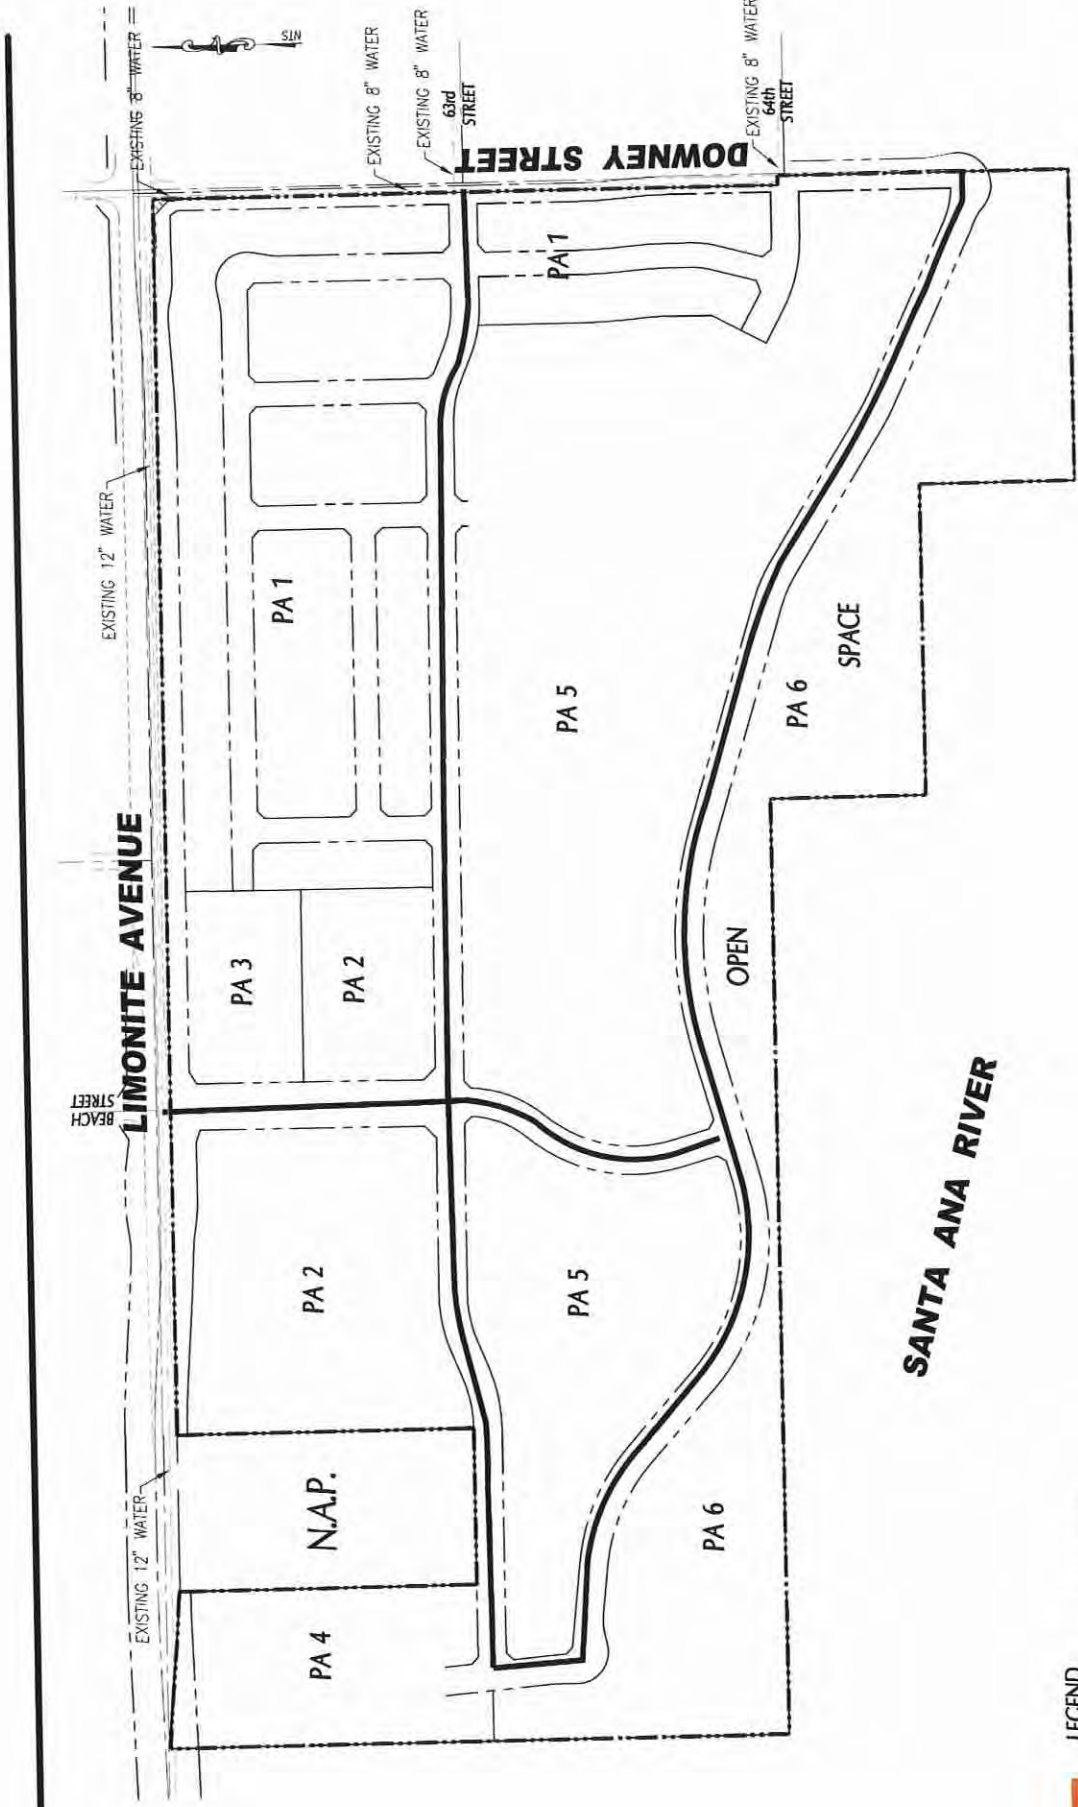 EXISTING 8" WATER
NTS
EXISTING 8" WATER
EXISTING 8" WATER
63rd
STREET
EXISTING 8" WATER
64th
STREET
DOWNEY STREET
EXISTING 12" WATER
LIMONITE AVENUE
BEACH
STREET
EXISTING 12" WATER
PA 1
PA 1
PA 3
PA 2
PA 5
PA 6
SPACE
OPEN
PA 2
PA 5
N.A.P.
PA 4
PA 6
SANTA ANA RIVER
LEGEND